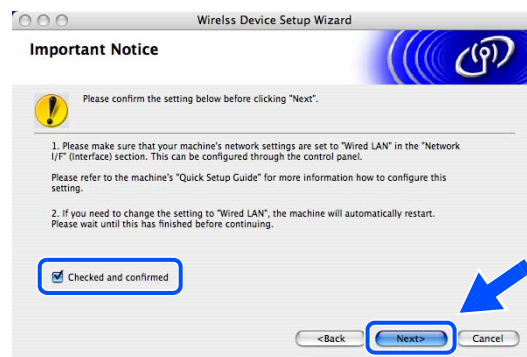 Wirelss Device Setup Wizard
Important Notice
Please confirm the setting below before clicking "Next".
1. Please make sure that your machine's network settings are set to "Wired LAN" in the "Network
I/F" (Interface) section. This can be configured through the control panel.
Please refer to the machine's "Quick Setup Guide" for more information how to configure this
setting.
2. If you need to change the setting to "Wired LAN", the machine will automatically restart.
Please wait until this has finished before continuing.
Checked and confirmed
<Back Next> Cancel